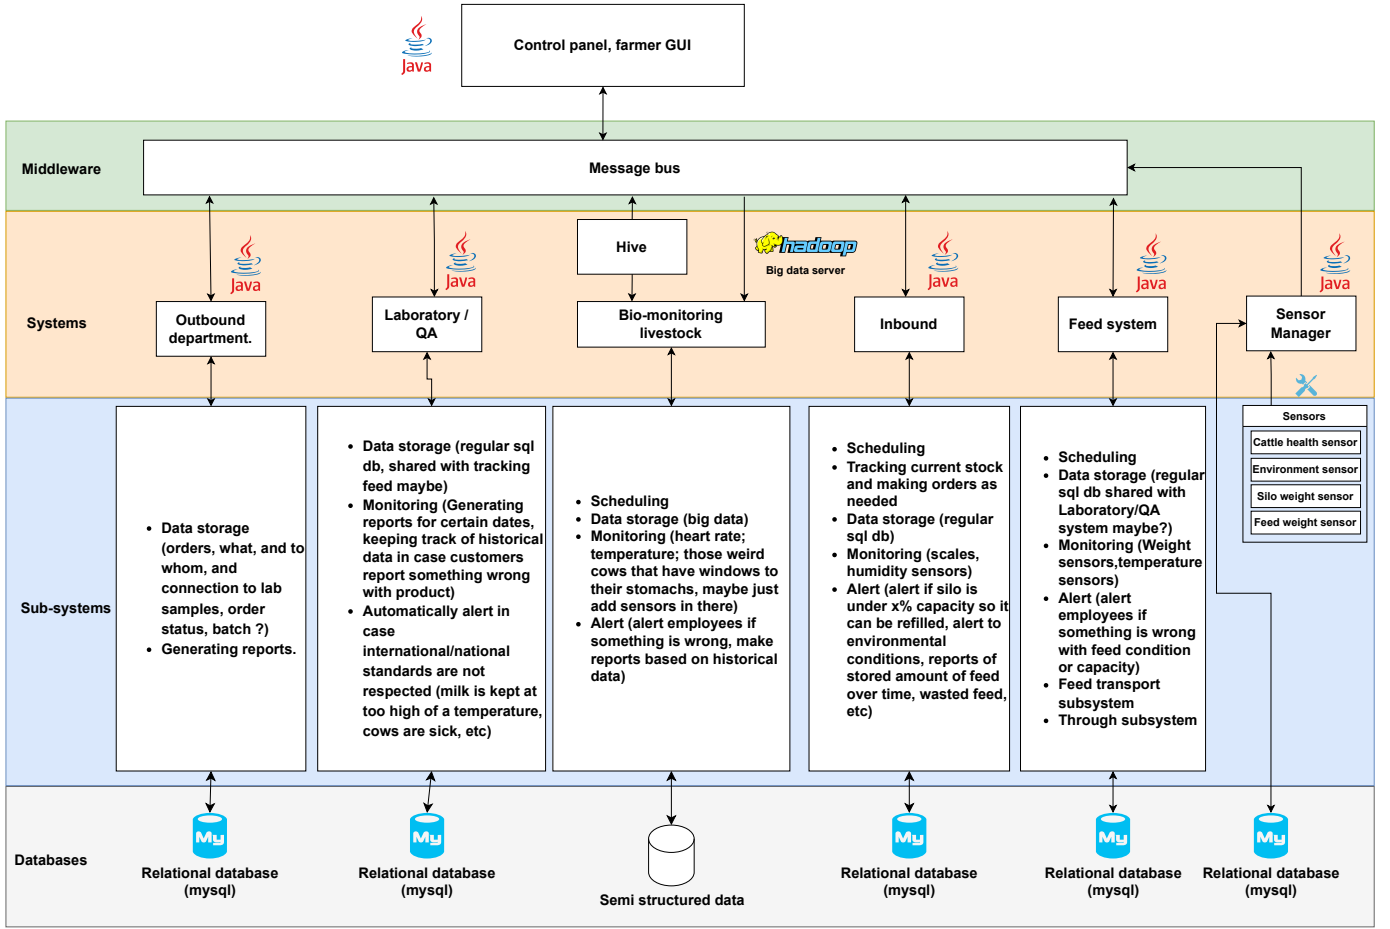 Java
Control panel, farmer GUI
Middleware
Message bus
Systems
Java
Outbound
department.
Java
Laboratory /
QA
Hive
hadoop
Big data server
Bio-monitoring
livestock
Java
Inbound
Java
Feed system
Java
Sensor
Manager
Sub-systems
• Data storage
(orders, what, and to
whom, and
connection to lab
samples, order
status, batch ?)
• Generating reports.
• Data storage (regular sql
db, shared with tracking
feed maybe)
• Monitoring (Generating
reports for certain dates,
keeping track of historical
data in case customers
report something wrong
with product)
• Automatically alert in
case
international/national
standards are not
respected (milk is kept at
too high of a temperature,
cows are sick, etc)
• Scheduling
• Data storage (big data)
• Monitoring (heart rate;
temperature; those weird
cows that have windows to
their stomachs, maybe just
add sensors in there)
• Alert (alert employees if
something is wrong, make
reports based on historical
data)
• Scheduling
• Tracking current stock
and making orders as
needed
• Data storage (regular
sql db)
• Monitoring (scales,
humidity sensors)
• Alert (alert if silo is
under x% capacity so it
can be refilled, alert to
environmental
conditions, reports of
stored amount of feed
over time, wasted feed,
etc)
• Scheduling
• Data storage (regular
sql db shared with
Laboratory/QA
system maybe?)
• Monitoring (Weight
sensors,temperature
sensors)
• Alert (alert
employees if
something is wrong
with feed condition
or capacity)
• Feed transport
subsystem
• Through subsystem
Sensors
Cattle health sensor
Environment sensor
Silo weight sensor
Feed weight sensor
Databases
My
Relational database
(mysql)
My
Relational database
(mysql)
Semi structured data
My
Relational database
(mysql)
My
Relational database
(mysql)
My
Relational database
(mysql)